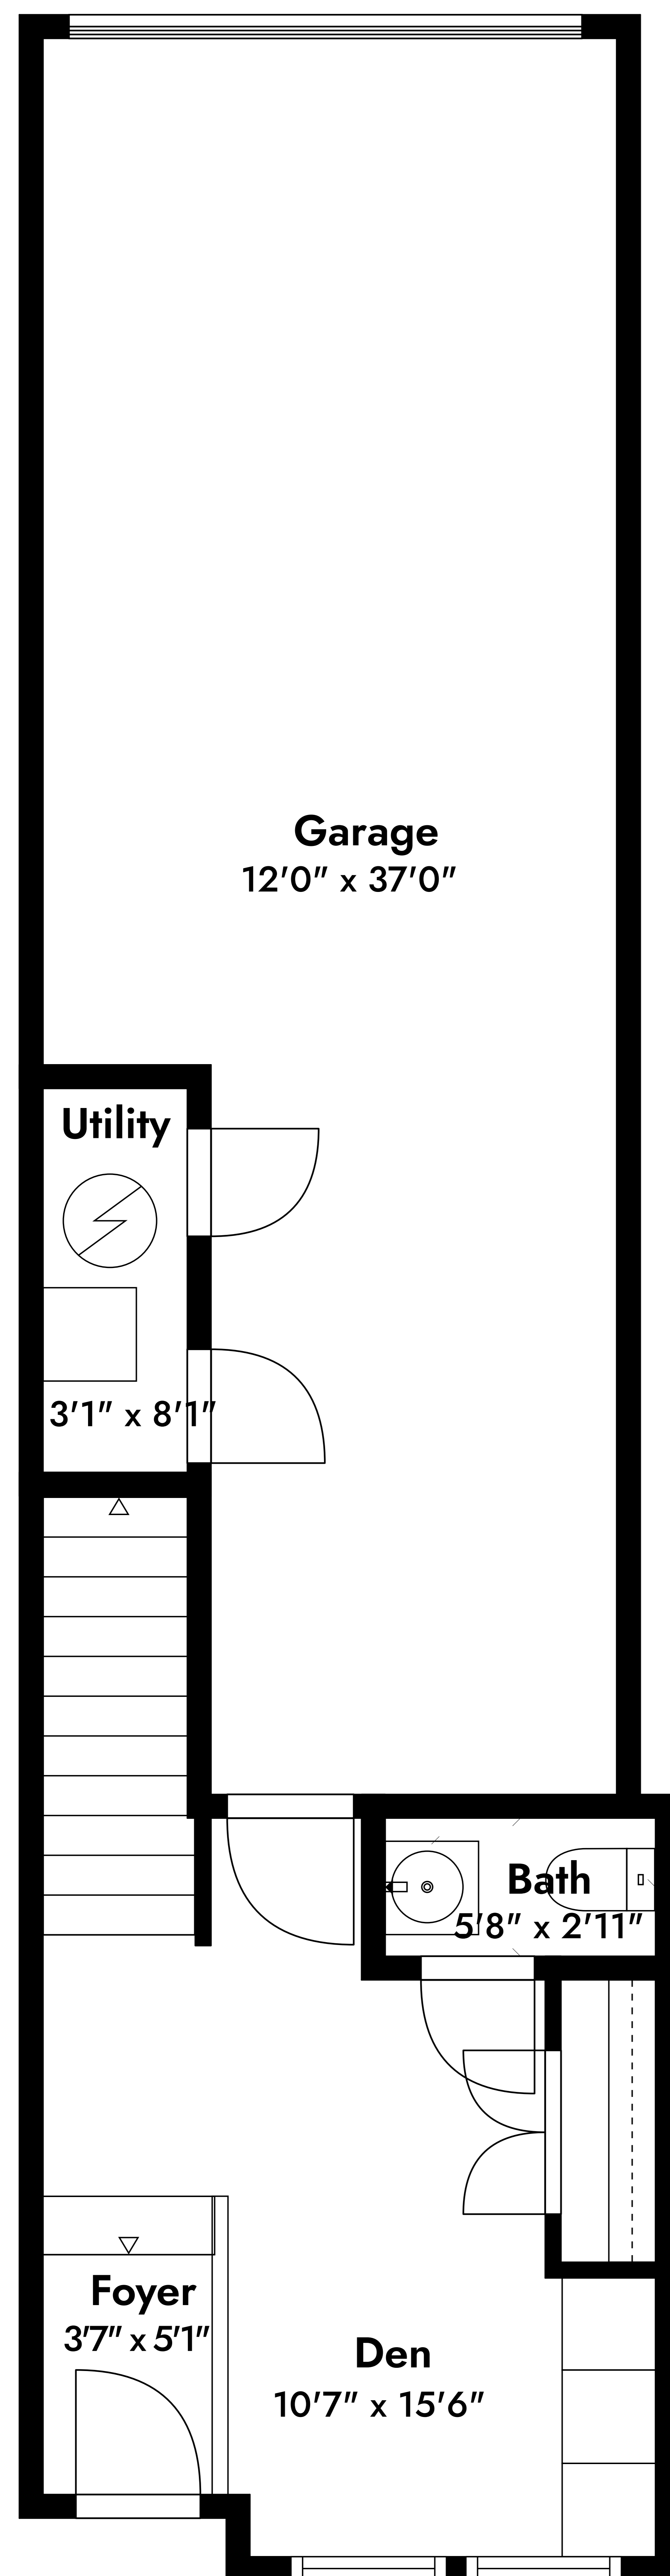 Garage
12'0" x 37'0"
Utility
3'1" x 8'1"
Bath
5'8" x 2'11"
Foyer
3'7" x 5'1"
Den
10'7" x 15'6"